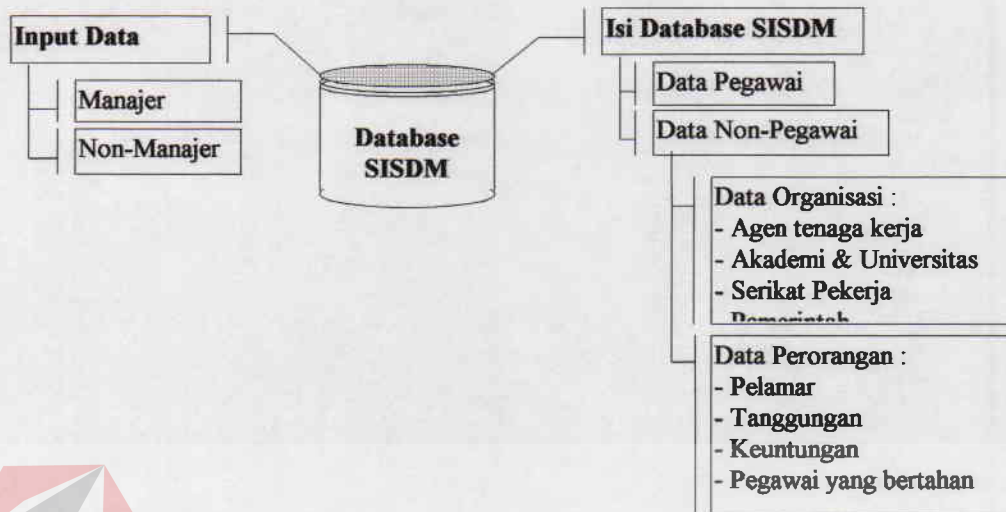 Input Data
Manajer
Non-Manajer
Database
SISDM
Isi Database SISDM
Data Pegawai
Data Non-Pegawai
Data Organisasi :
- Agen tenaga kerja
- Akademi & Universitas
- Serikat Pekerja
- Pemerintah
Data Perorangan :
- Pelamar
- Tanggungan
- Keuntungan
- Pegawai yang bertahan